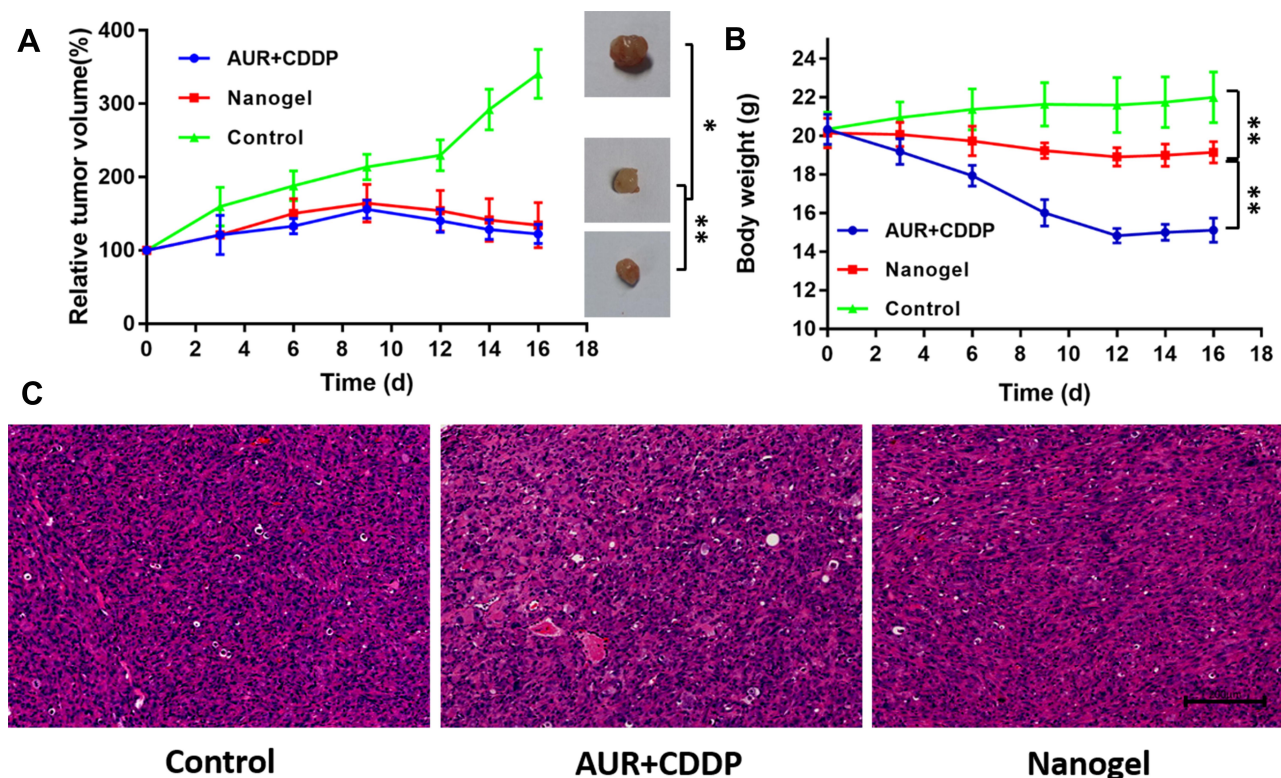 A
Relative tumor volume(%)
400
300
200
100
0
AUR+CDDP
Nanogel
Control
0 2 4 6 8 10 12 14 16 18
Time (d)
*
**
B
Body weight (g)
24
22
20
18
16
14
12
10
AUR+CDDP
Nanogel
Control
0 2 4 6 8 10 12 14 16 18
Time (d)
**
**
C
Control
AUR+CDDP
Nanogel